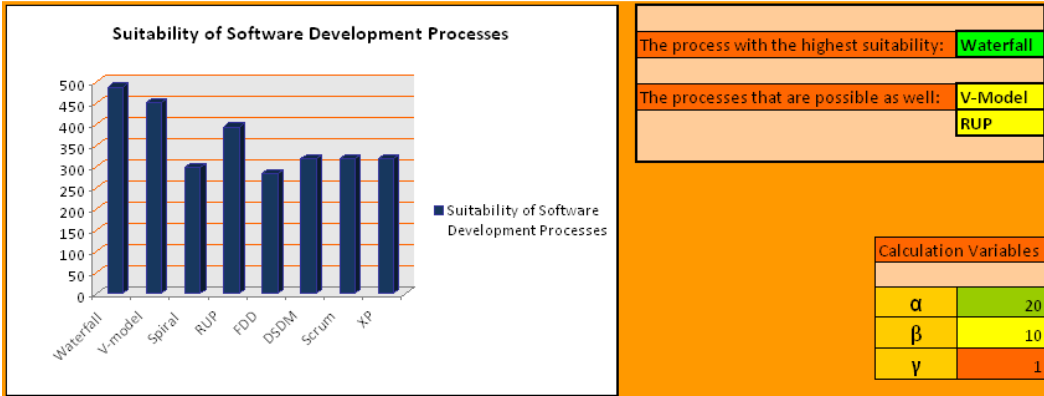 Suitability of Software Development Processes
500
450
400
350
300
250
200
150
100
50
0
Waterfall
V-model
Spiral
RUP
FDD
DSDM
Scrum
XP
Suitability of Software
Development Processes
The process with the highest suitability: Waterfall
The processes that are possible as well: V-Model
RUP
Calculation Variables
α 20
β 10
γ 1